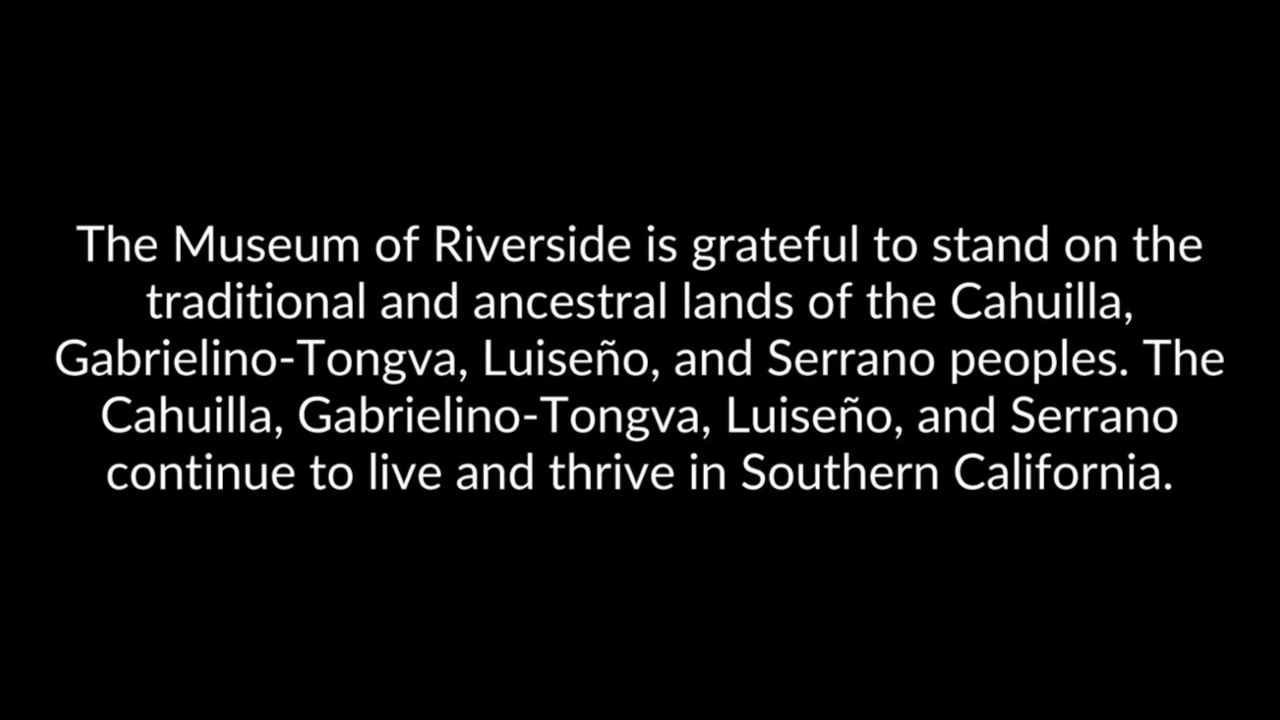 The Museum of Riverside is grateful to stand on the
traditional and ancestral lands of the Cahuilla,
Gabrielino-Tongva, Luiseño, and Serrano peoples. The
Cahuilla, Gabrielino-Tongva, Luiseño, and Serrano
continue to live and thrive in Southern California.